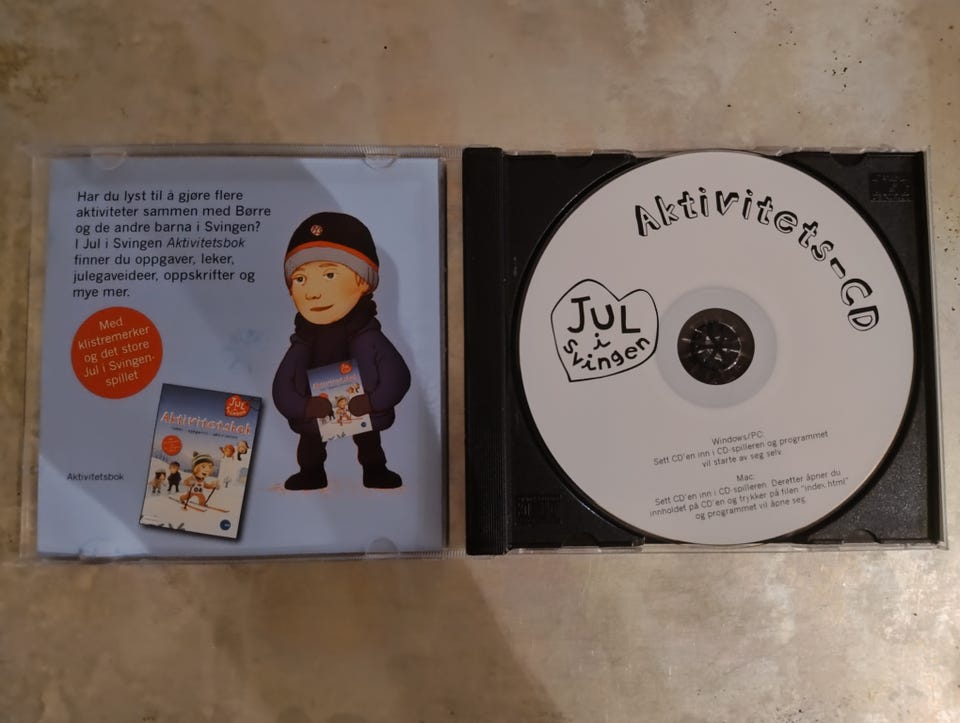 Har du lyst til å gjøre flere
aktiviteter sammen med Børre
og de andre barna i Svingen?
I Jul i Svingen Aktivitetsbok
finner du oppgaver, leker,
julegaveideer, oppskrifter og
mye mer.
Med
klistremerker
og det store
Jul i Svingen-
spillet
JUL
Aktivitetsbok
Aktivitetsbok
Aktivitetsbok
Aktivitets-CD
JUL
i
svingen
Windows/PC:
Sett CD'en inn i CD-spilleren og programmet
vil starte av seg selv.
Mac:
Sett CD'en inn i CD-spilleren. Deretter åpner du
innholdet på CD'en og trykker på filen "index.html"
og programmet vil åpne seg.